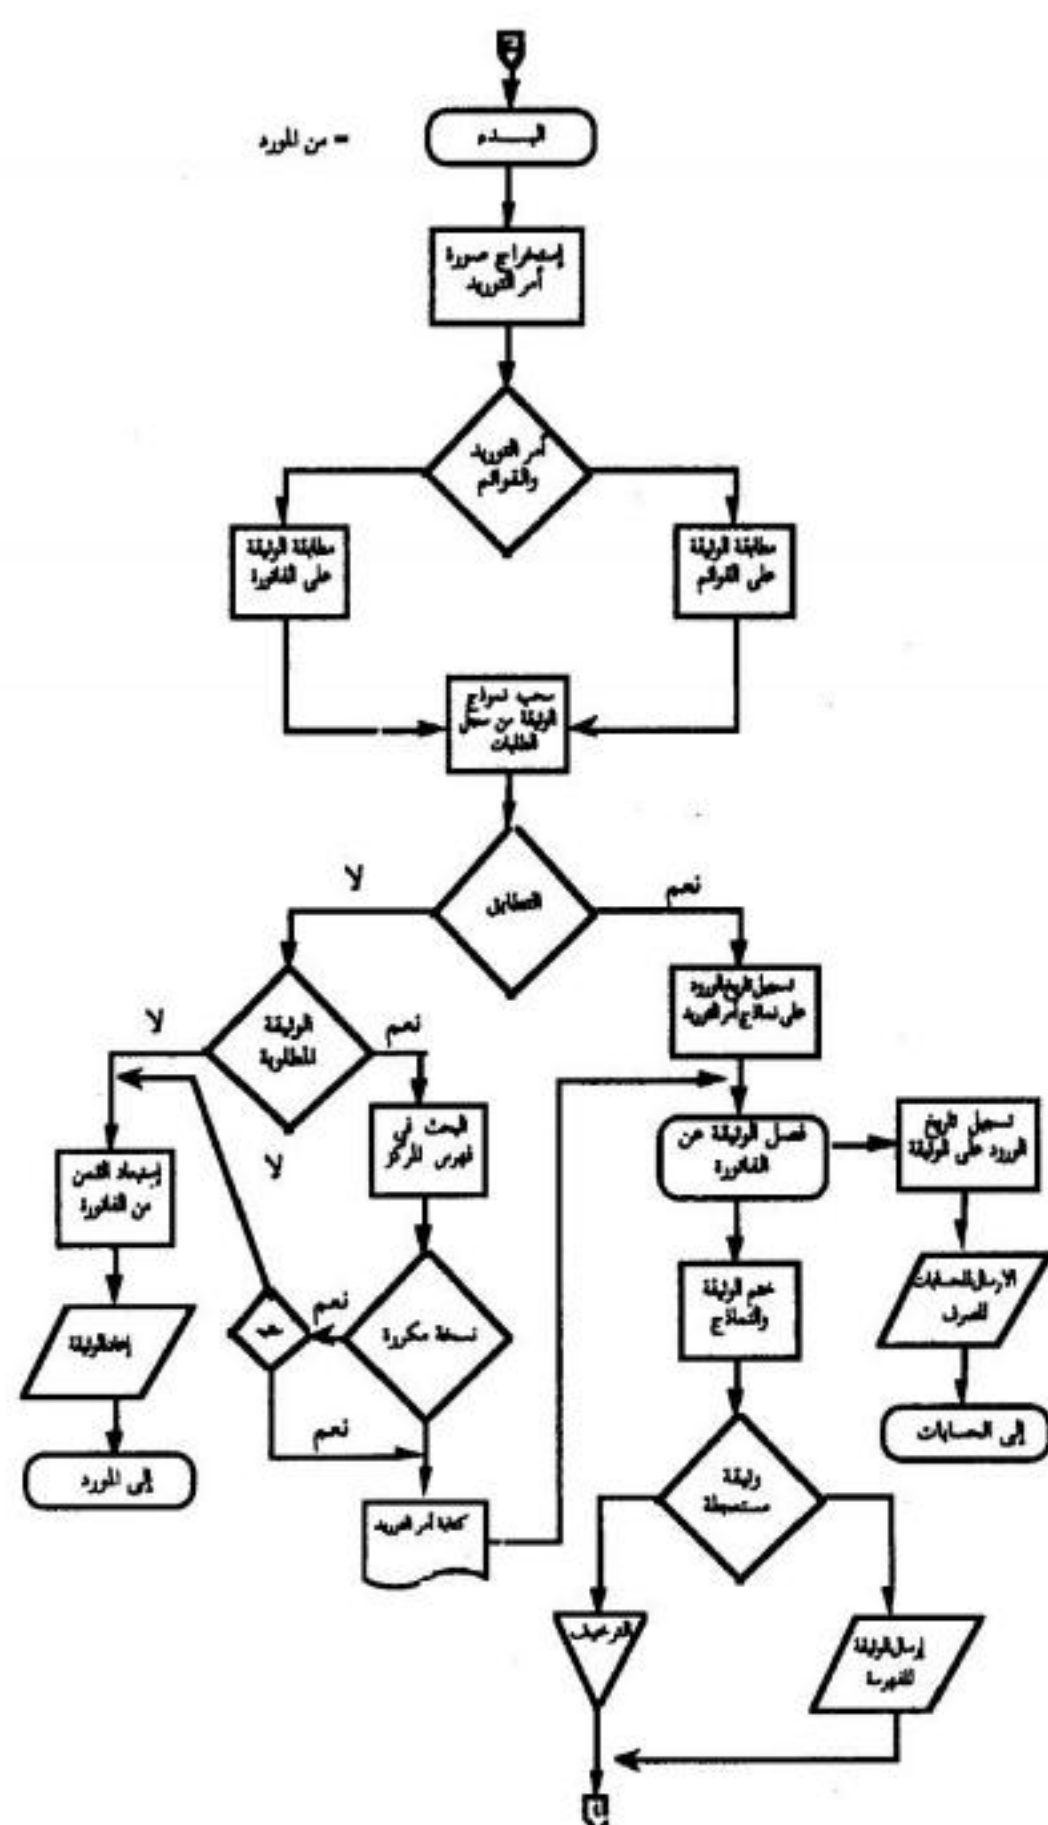 البـــدء
= من المورد
إستخراج صورة
أمر التوريد
أمر التوريد
والقوائم
مطابقة الوثيقة
على القوائم
مطابقة الوثيقة
على الفاتورة
سحب نموذج
الوثيقة من سجل
الطلبات
التطابق
نعم
لا
تسجيل تاريخ الورود
على نماذج أمر التوريد
الوثيقة
المطلوبة
نعم
لا
فصل الوثيقة عن
الفاتورة
تسجيل تاريخ
الورود على الوثيقة
البحث في
فهرس المركز
لا
إستبعاد الثمن
من الفاتورة
ختم الوثيقة
والنماذج
الارسال للحسابات
للصرف
نسخة مكررة
نعم
إعادة الوثيقة
نعم
إلى الحسابات
إلى المورد
وثيقة
كتابة أمر التوريد
إرسال الوثيقة
للفهرسة